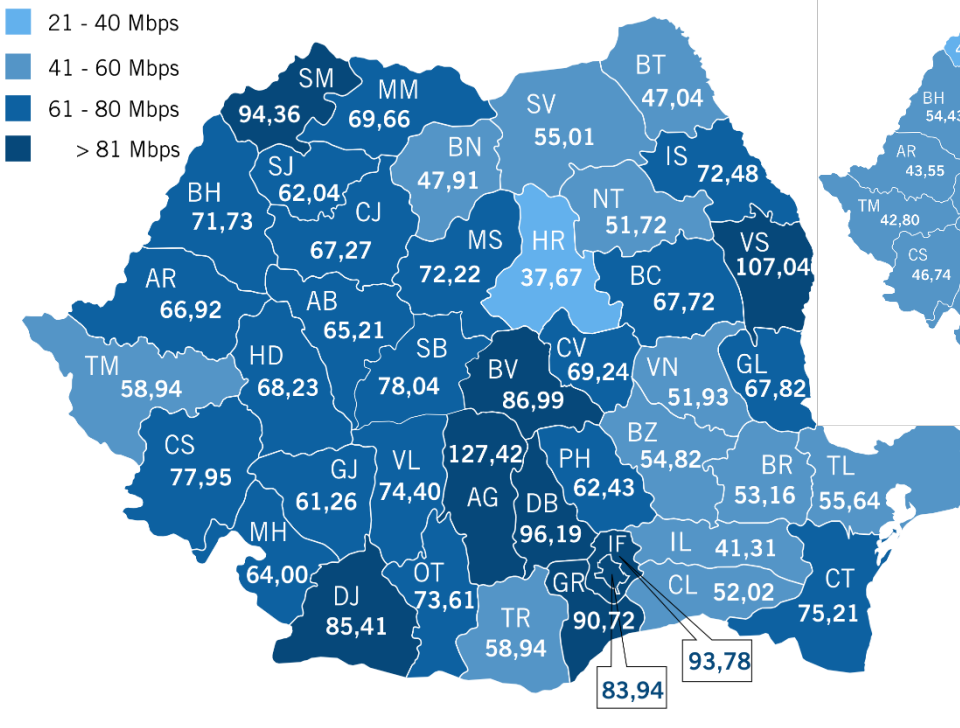 21 - 40 Mbps
41 - 60 Mbps
61 - 80 Mbps
> 81 Mbps
SM
94,36
MM
69,66
SV
55,01
BT
47,04
BN
47,91
IS
72,48
SJ
62,04
BH
71,73
CJ
67,27
NT
51,72
MS
72,22
HR
37,67
VS
107,04
BC
67,72
AR
66,92
AB
65,21
TM
58,94
HD
68,23
SB
78,04
BV
86,99
CV
69,24
VN
51,93
GL
67,82
CS
77,95
GJ
61,26
VL
74,40
127,42
AG
DB
96,19
PH
62,43
BZ
54,82
BR
53,16
TL
55,64
MH
64,00
DJ
85,41
OT
73,61
TR
58,94
GR
90,72
IF
IL 41,31
CL 52,02
CT
75,21
93,78
83,94
BH
54,43
AR
43,55
TM
42,80
CS
46,74